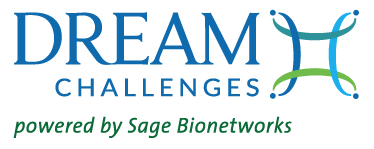 DREAM
CHALLENGES
powered by Sage Bionetworks